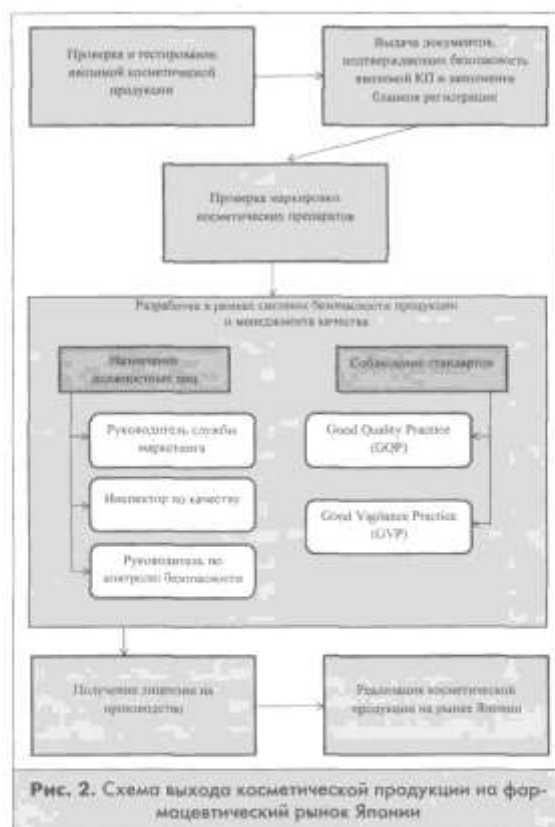 Проверка и тестирование
ввозимой косметической
продукции
Выдача документов,
подтверждающих безопасность
ввозимой КП и заполнение
бланков регистрации
Проверка маркировки
косметических препаратов
Разработка в рамках системы безопасности продукции
и менеджмента качества
Назначение
должностных лиц
Соблюдение стандартов
Руководитель службы
маркетинга
Good Quality Practice
(GQP)
Инспектор по качеству
Good Vigilance Practice
(GVP)
Руководитель по
контролю безопасности
Получение лицензии на
производство
Реализация косметической
продукции на рынке Японии
Рис. 2. Схема выхода косметической продукции на фар-
мацевтический рынок Японии